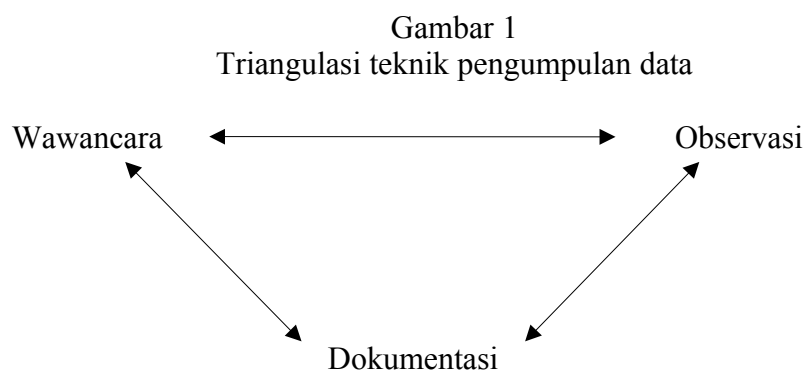 Gambar 1
Triangulasi teknik pengumpulan data
Wawancara Observasi
Dokumentasi